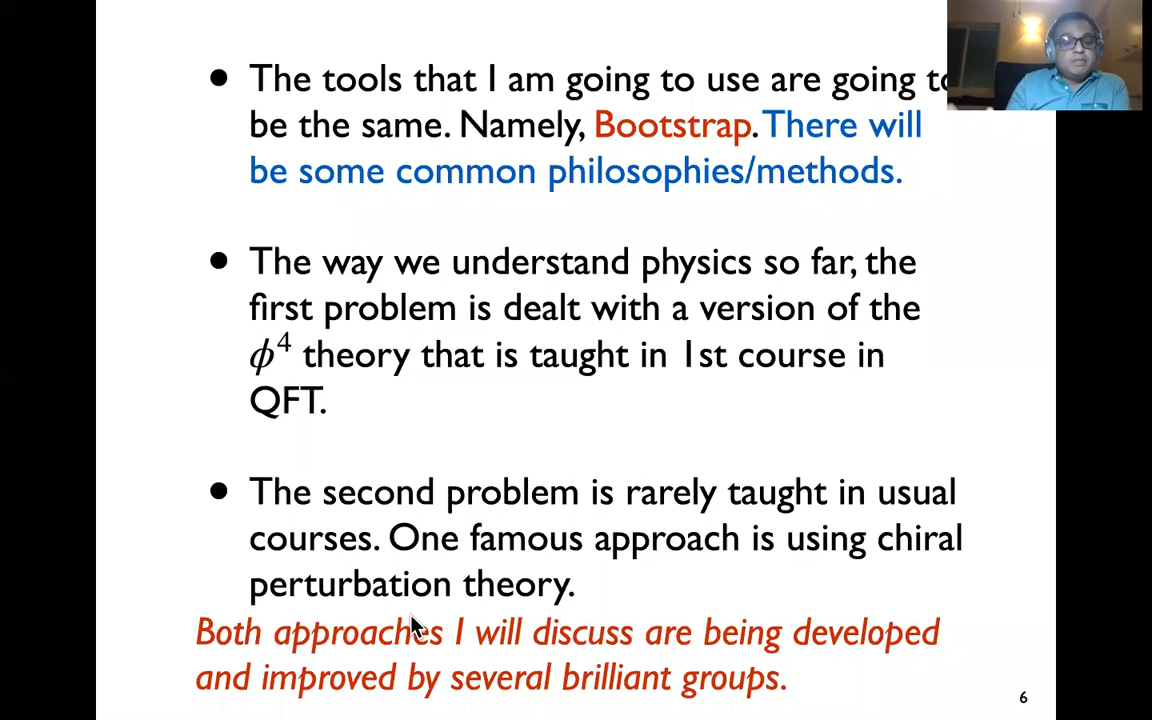 • The tools that I am going to use are going to
be the same. Namely, Bootstrap. There will
be some common philosophies/methods.
• The way we understand physics so far, the
first problem is dealt with a version of the
ϕ⁴ theory that is taught in 1st course in
QFT.
• The second problem is rarely taught in usual
courses. One famous approach is using chiral
perturbation theory.
Both approaches I will discuss are being developed
and improved by several brilliant groups.
6